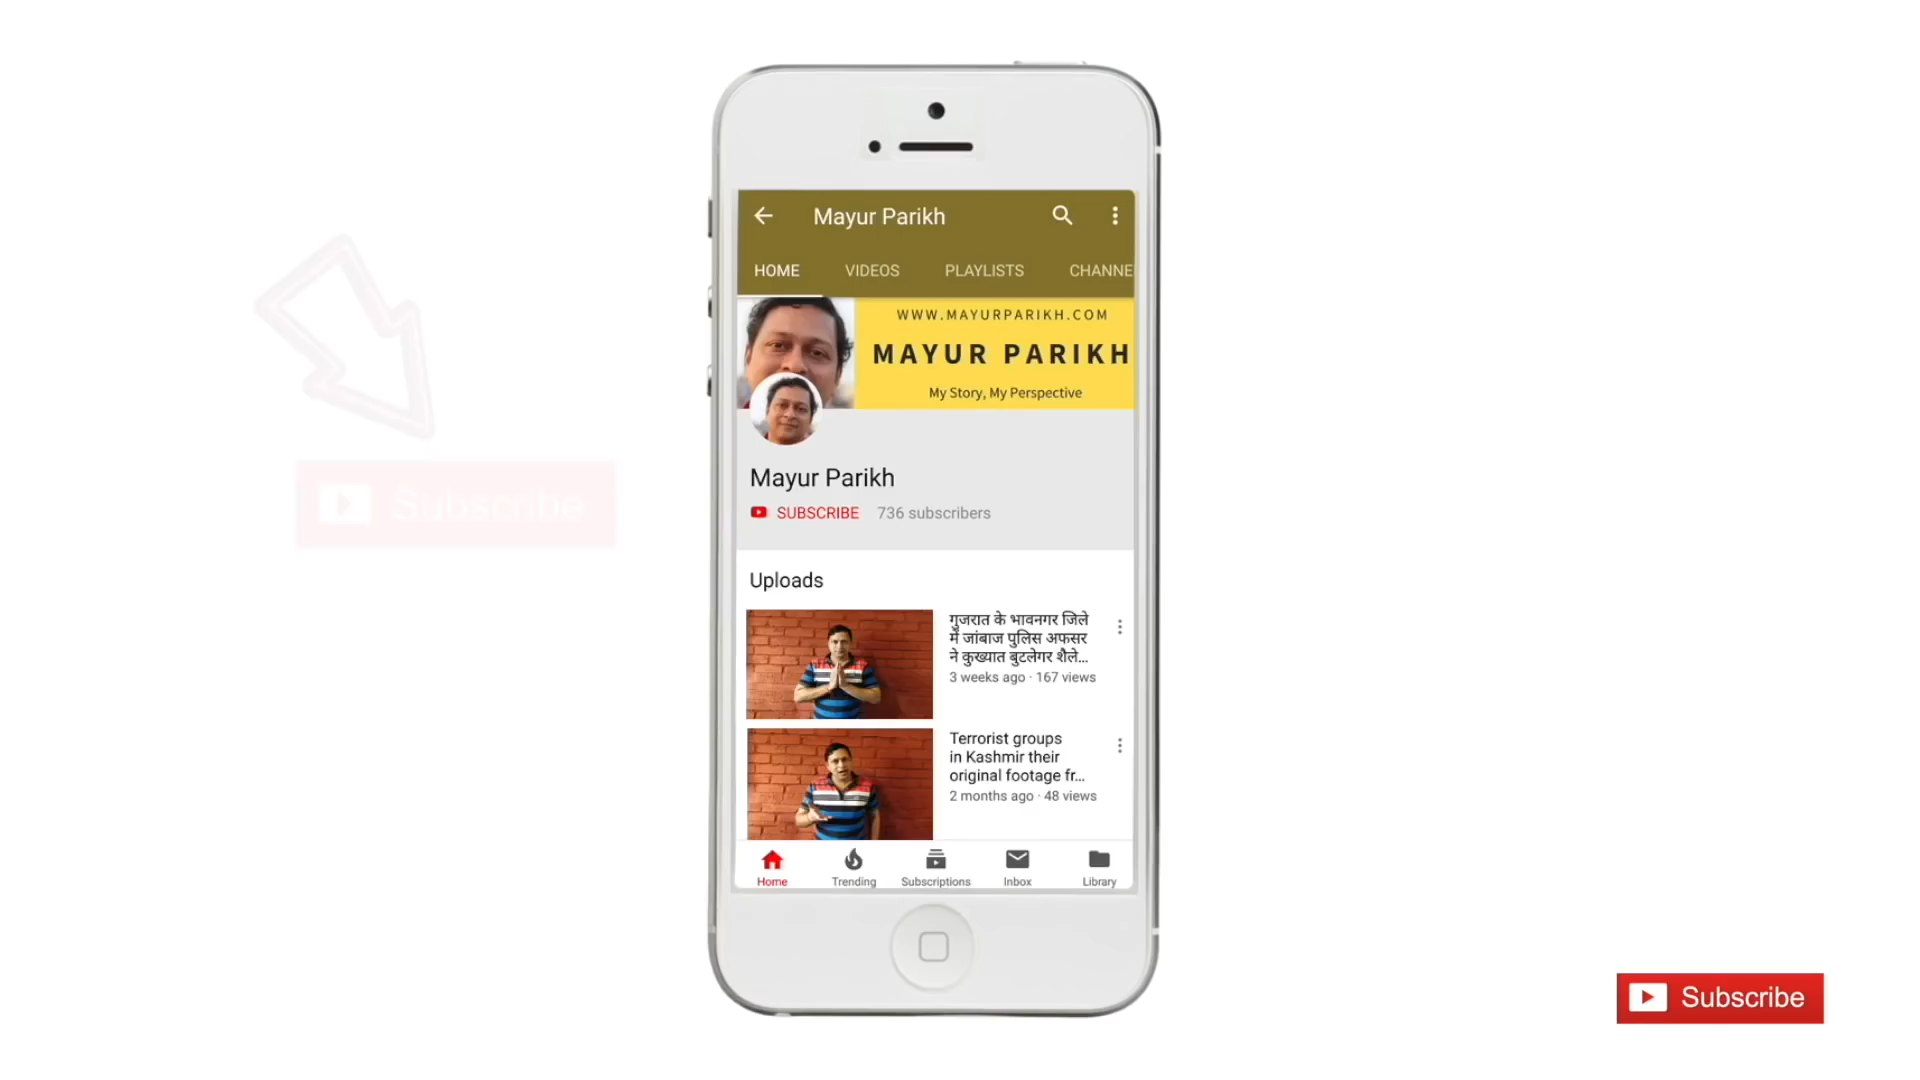 Mayur Parikh
HOME VIDEOS PLAYLISTS CHANNE
WWW.MAYURPARIKH.COM
MAYUR PARIKH
My Story, My Perspective
Mayur Parikh
SUBSCRIBE 736 subscribers
Subscribe
Uploads
गुजरात के भावनगर जिले
में जांबाज पुलिस अफसर
ने कुख्यात बुटलेगर शैले...
3 weeks ago · 167 views
Terrorist groups
in Kashmir their
original footage fr...
2 months ago · 48 views
Home Trending Subscriptions Inbox Library
Subscribe